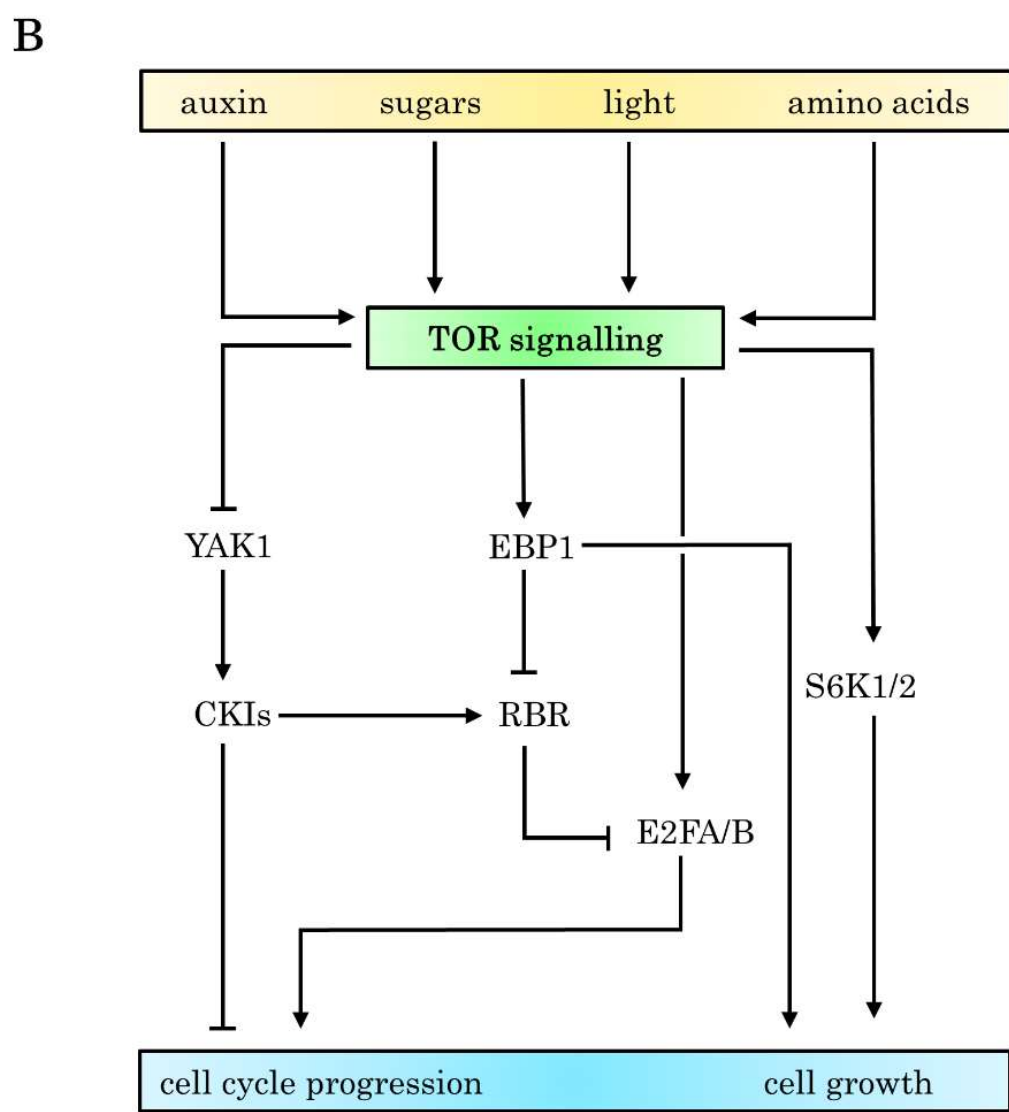 B
auxin sugars light amino acids
TOR signalling
YAK1 EBP1
S6K1/2
CKIs RBR
E2FA/B
cell cycle progression cell growth